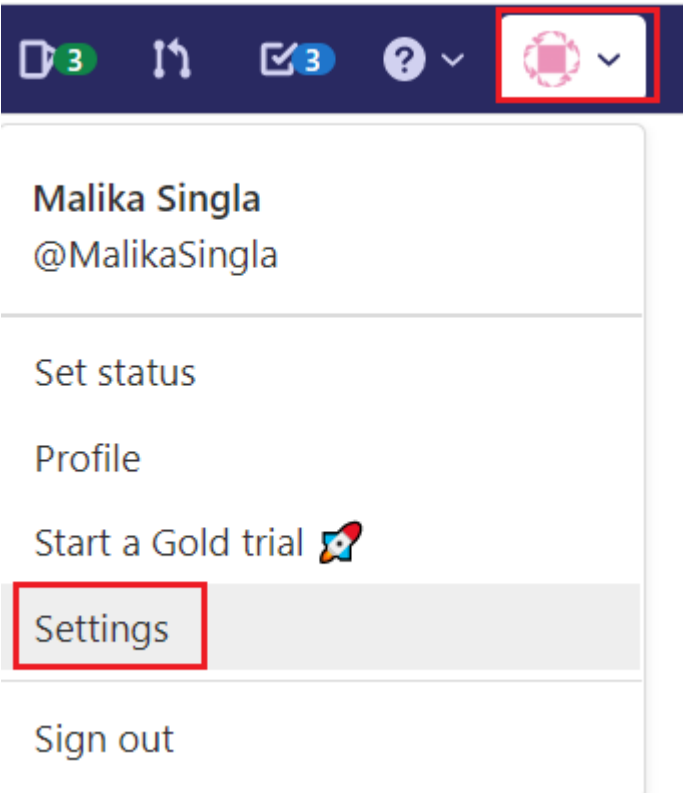 3 3
Malika Singla
@MalikaSingla
Set status
Profile
Start a Gold trial 🚀
Settings
Sign out